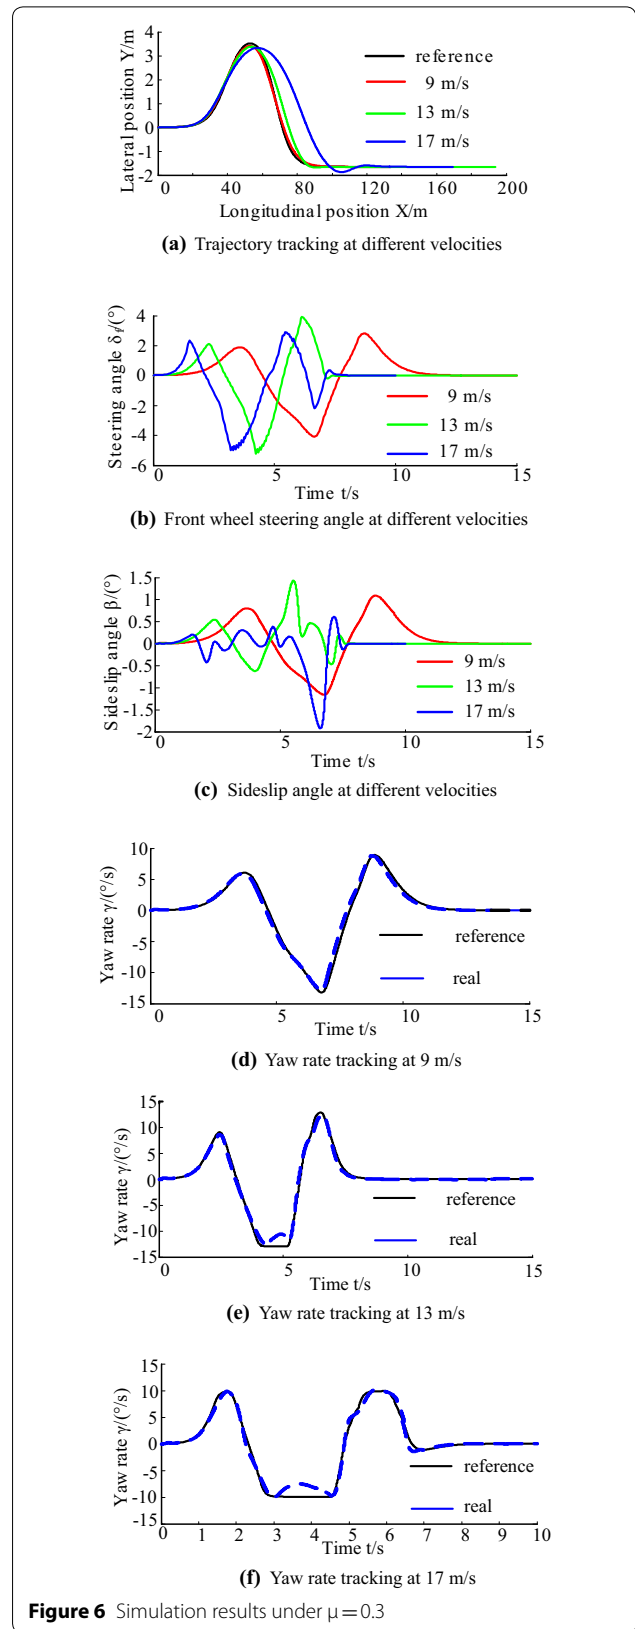 4
3
2
1
0
-1
-2
Lateral position Y/m
reference
9 m/s
13 m/s
17 m/s
0 40 80 120 160 200
Longitudinal position X/m
(a) Trajectory tracking at different velocities
4
2
0
-2
-4
-6
Steering angle δf/(°)
9 m/s
13 m/s
17 m/s
0 5 10 15
Time t/s
(b) Front wheel steering angle at different velocities
1.5
1
0.5
0
-0.5
-1
-1.5
-2
Sideslip angle β/(°)
9 m/s
13 m/s
17 m/s
0 5 10 15
Time t/s
(c) Sideslip angle at different velocities
10
5
0
-5
-10
-15
Yaw rate γ/(°/s)
reference
real
0 5 10 15
Time t/s
(d) Yaw rate tracking at 9 m/s
15
10
5
0
-5
-10
-15
Yaw rate γ/(°/s)
reference
real
0 5 10 15
Time t/s
(e) Yaw rate tracking at 13 m/s
15
10
5
0
-5
-10
-15
Yaw rate γ/(°/s)
reference
real
0 1 2 3 4 5 6 7 8 9 10
Time t/s
(f) Yaw rate tracking at 17 m/s
Figure 6 Simulation results under μ = 0.3